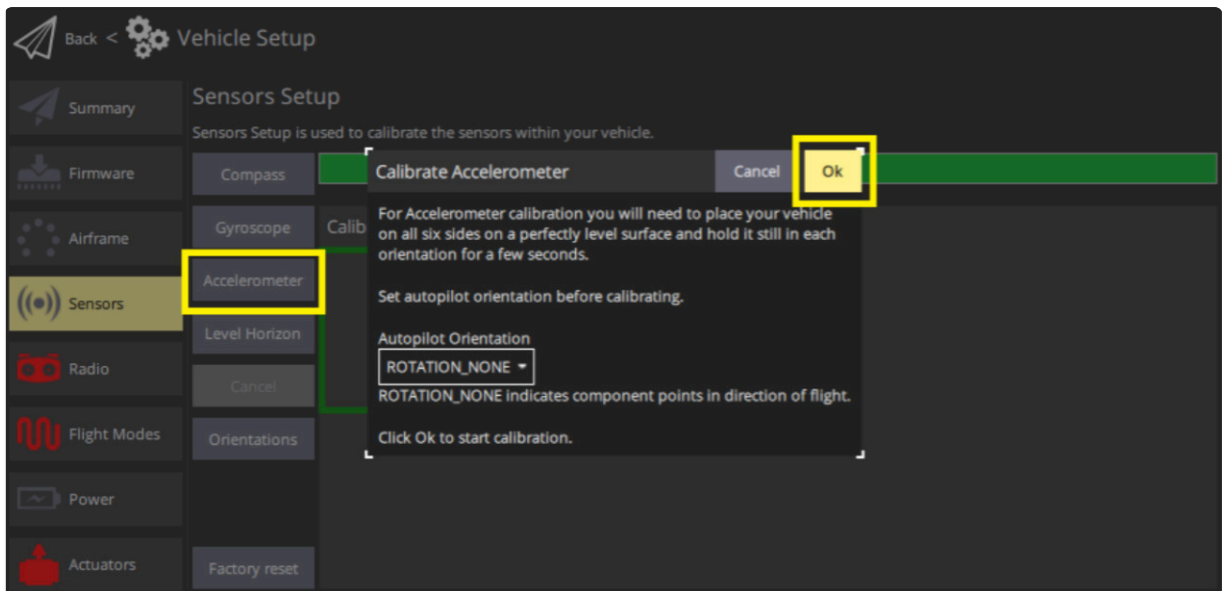 Back < Vehicle Setup
Summary
Firmware
Airframe
Sensors
Radio
Flight Modes
Power
Actuators
Sensors Setup
Sensors Setup is used to calibrate the sensors within your vehicle.
Compass
Gyroscope
Accelerometer
Level Horizon
Cancel
Orientations
Factory reset
Calib
Calibrate Accelerometer
Cancel
Ok
For Accelerometer calibration you will need to place your vehicle
on all six sides on a perfectly level surface and hold it still in each
orientation for a few seconds.
Set autopilot orientation before calibrating.
Autopilot Orientation
ROTATION_NONE
ROTATION_NONE indicates component points in direction of flight.
Click Ok to start calibration.